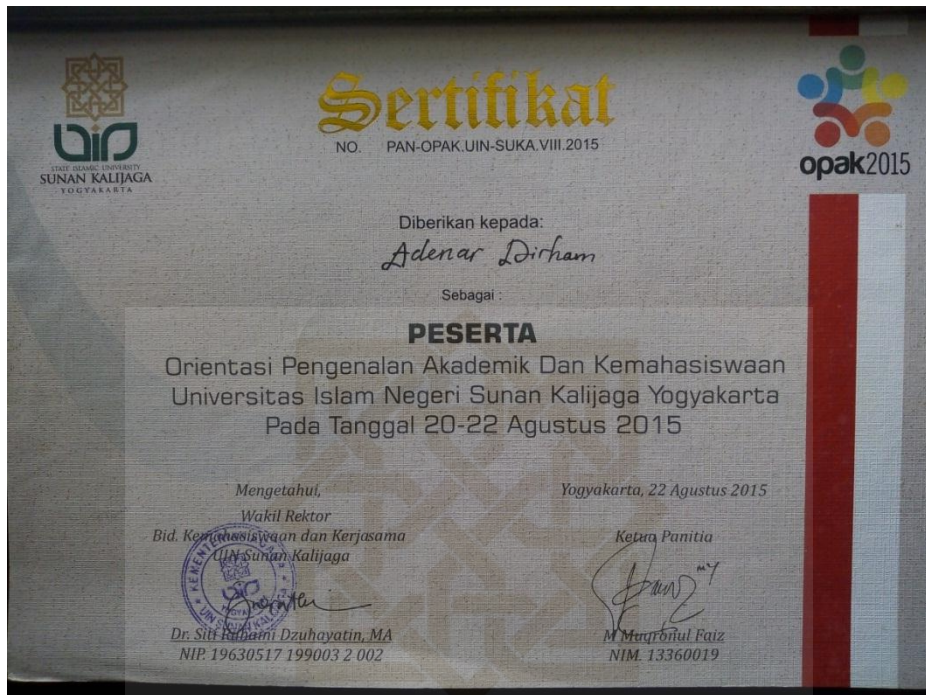 UIN
STATE ISLAMIC UNIVERSITY
SUNAN KALIJAGA
YOGYAKARTA
Sertifikat
NO. PAN-OPAK.UIN-SUKA.VIII.2015
opak2015
Diberikan kepada:
Adenar Dirham
Sebagai :
PESERTA
Orientasi Pengenalan Akademik Dan Kemahasiswaan
Universitas Islam Negeri Sunan Kalijaga Yogyakarta
Pada Tanggal 20-22 Agustus 2015
Mengetahui,
Wakil Rektor
Bid. Kemahasiswaan dan Kerjasama
UIN Sunan Kalijaga
Dr. Siti Ruhaini Dzuhayatin, MA
NIP. 19630517 199003 2 002
Yogyakarta, 22 Agustus 2015
Ketua Panitia
M Muqronul Faiz
NIM. 13360019